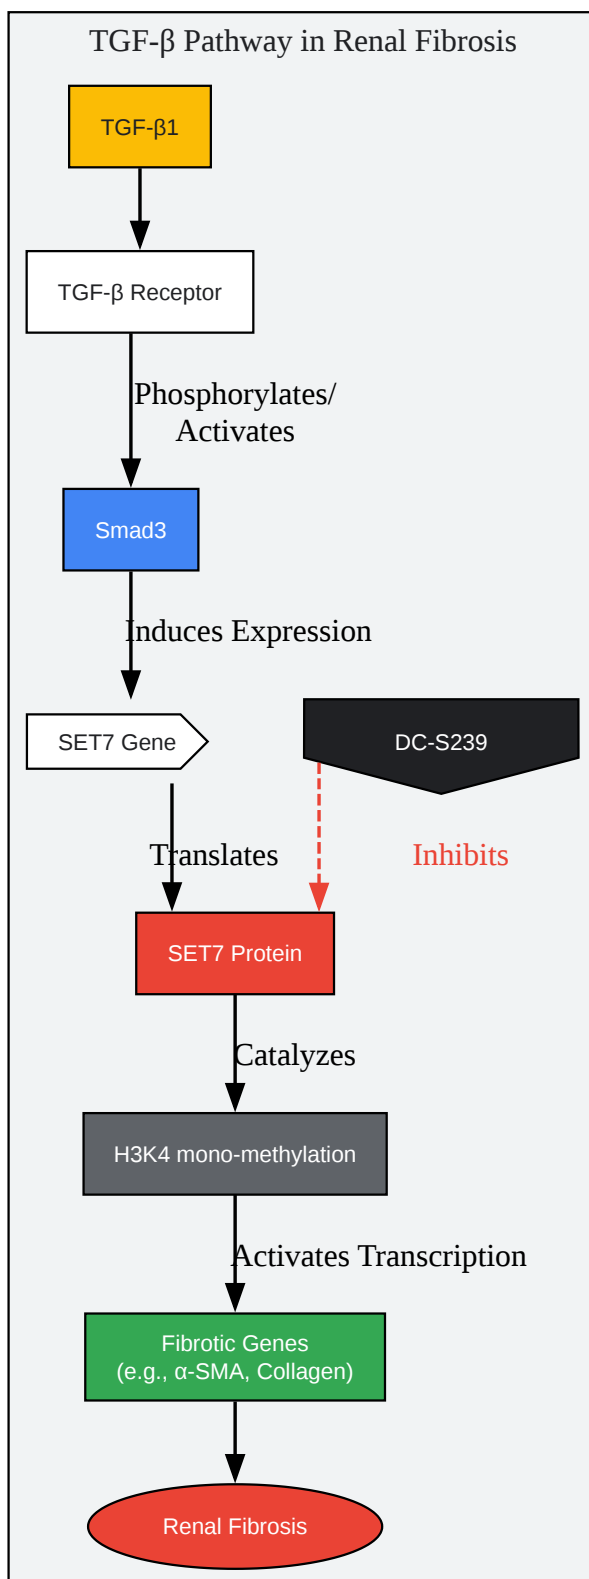 TGF-β Pathway in Renal Fibrosis
TGF-β1
TGF-β Receptor
Phosphorylates/
Activates
Smad3
Induces Expression
SET7 Gene
DC-S239
Translates
Inhibits
SET7 Protein
Catalyzes
H3K4 mono-methylation
Activates Transcription
Fibrotic Genes
(e.g., α-SMA, Collagen)
Renal Fibrosis